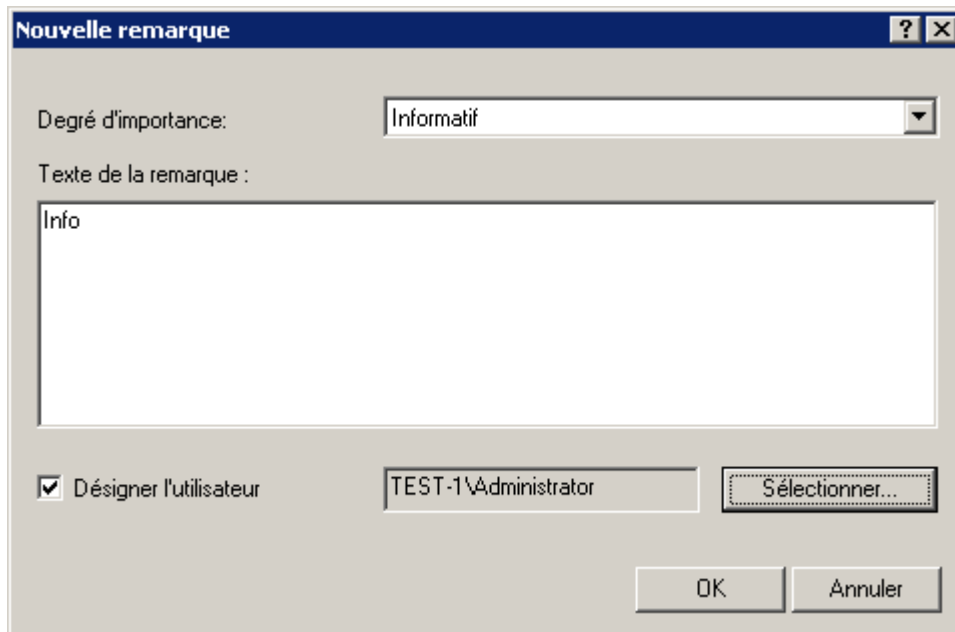 Nouvelle remarque
Degré d'importance:
Informatif
Texte de la remarque :
Info
Désigner l'utilisateur
TEST-1\Administrator
Sélectionner...
OK
Annuler